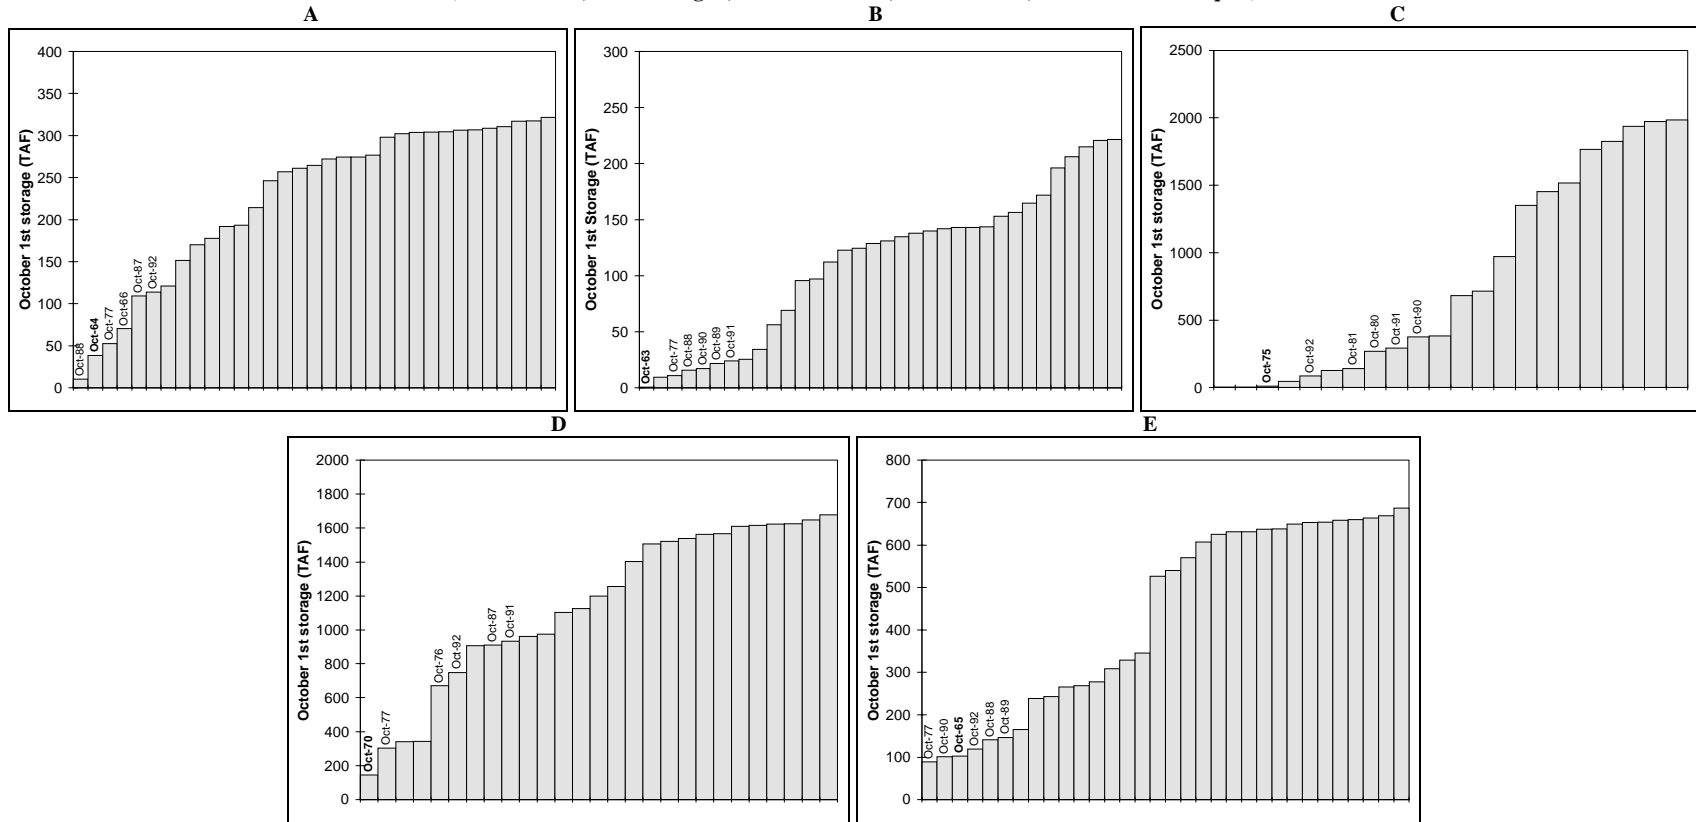 A
B
C
October 1st storage (TAF)
400
350
300
250
200
150
100
50
0
Oct-88
Oct-64
Oct-77
Oct-66
Oct-87
Oct-92
October 1st Storage (TAF)
300
250
200
150
100
50
0
Oct-63
Oct-77
Oct-88
Oct-90
Oct-89
Oct-91
October 1st storage (TAF)
2500
2000
1500
1000
500
0
Oct-75
Oct-92
Oct-81
Oct-80
Oct-91
Oct-90
D
E
October 1st storage (TAF)
2000
1800
1600
1400
1200
1000
800
600
400
200
0
Oct-70
Oct-77
Oct-76
Oct-92
Oct-87
Oct-91
October 1st storage (TAF)
800
700
600
500
400
300
200
100
0
Oct-77
Oct-90
Oct-65
Oct-92
Oct-88
Oct-89